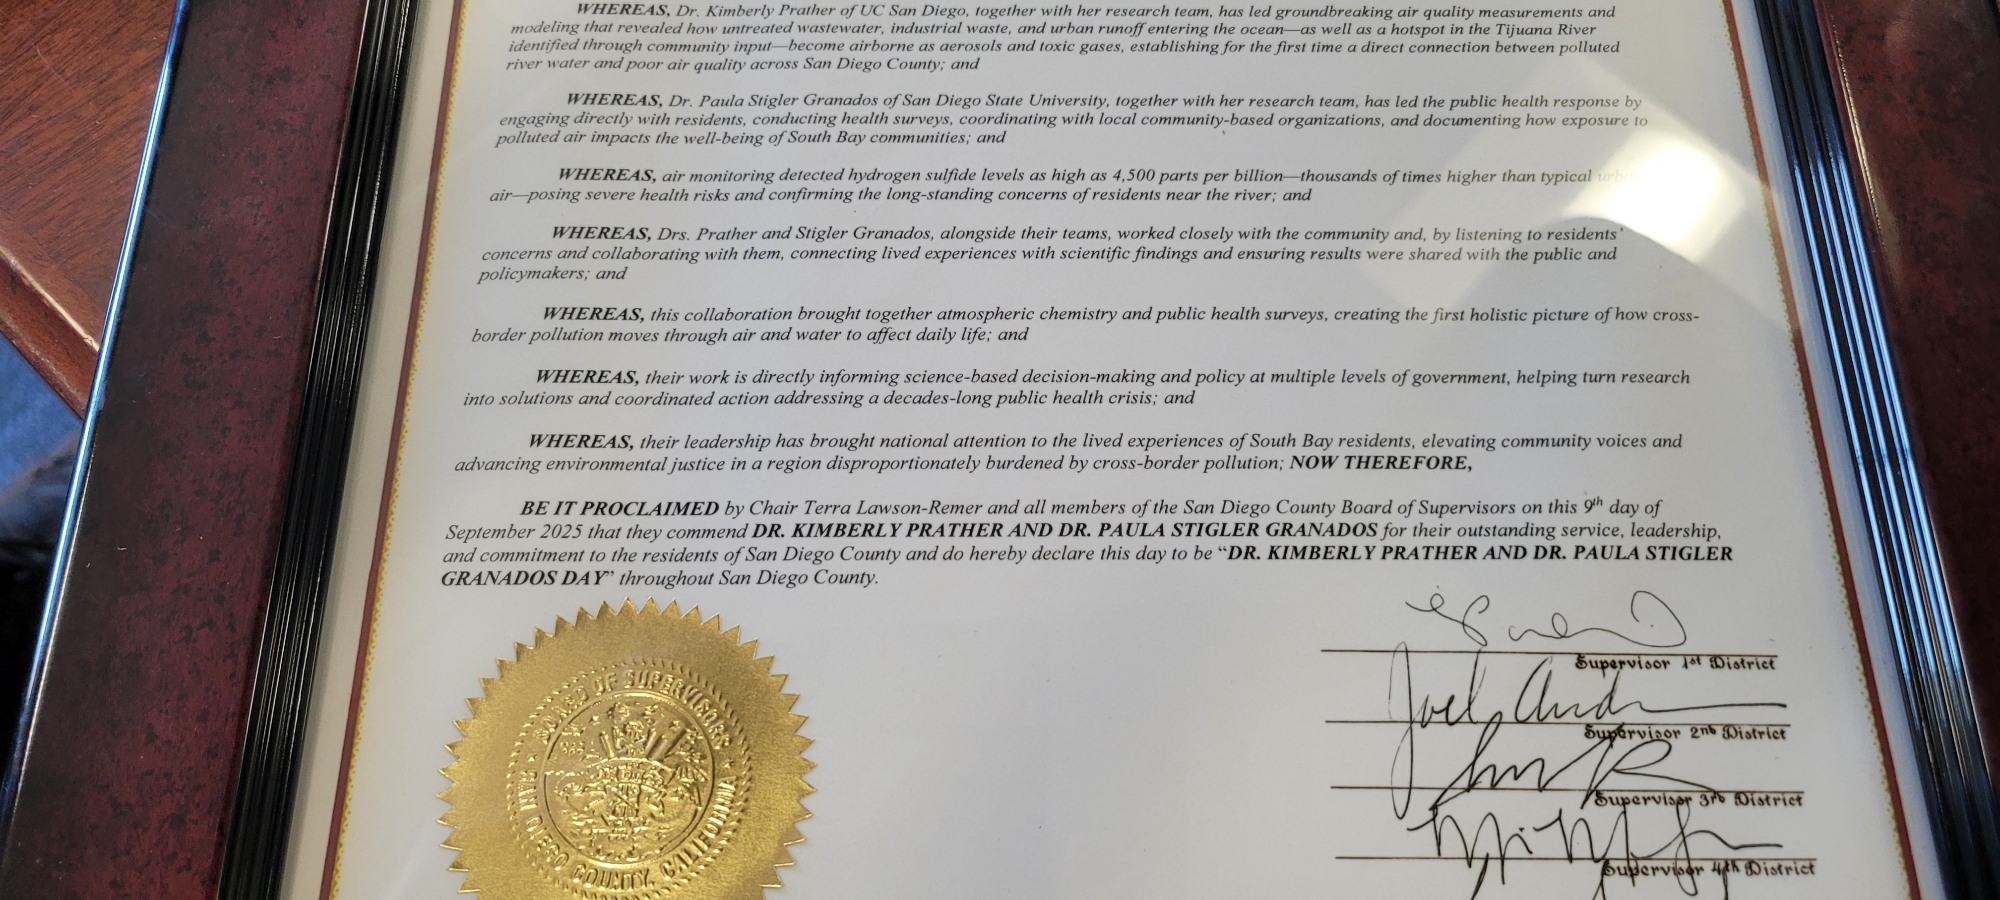 WHEREAS, Dr. Kimberly Prather of UC San Diego, together with her research team, has led groundbreaking air quality measurements and
modeling that revealed how untreated wastewater, industrial waste, and urban runoff entering the ocean—as well as a hotspot in the Tijuana River
identified through community input—become airborne as aerosols and toxic gases, establishing for the first time a direct connection between polluted
river water and poor air quality across San Diego County; and
WHEREAS, Dr. Paula Stigler Granados of San Diego State University, together with her research team, has led the public health response by
engaging directly with residents, conducting health surveys, coordinating with local community-based organizations, and documenting how exposure to
polluted air impacts the well-being of South Bay communities; and
WHEREAS, air monitoring detected hydrogen sulfide levels as high as 4,500 parts per billion—thousands of times higher than typical
air—posing severe health risks and confirming the long-standing concerns of residents near the river; and
WHEREAS, Drs. Prather and Stigler Granados, alongside their teams, worked closely with the community and, by listening to residents'
concerns and collaborating with them, connecting lived experiences with scientific findings and ensuring results were shared with the public and
policymakers; and
WHEREAS, this collaboration brought together atmospheric chemistry and public health surveys, creating the first holistic picture of how cross-
border pollution moves through air and water to affect daily life; and
WHEREAS, their work is directly informing science-based decision-making and policy at multiple levels of government, helping turn research
into solutions and coordinated action addressing a decades-long public health crisis; and
WHEREAS, their leadership has brought national attention to the lived experiences of South Bay residents, elevating community voices and
advancing environmental justice in a region disproportionately burdened by cross-border pollution; NOW THEREFORE,
BE IT PROCLAIMED by Chair Terra Lawson-Remer and all members of the San Diego County Board of Supervisors on this 9th day of
September 2025 that they commend DR. KIMBERLY PRATHER AND DR. PAULA STIGLER GRANADOS for their outstanding service, leadership,
and commitment to the residents of San Diego County and do hereby declare this day to be “DR. KIMBERLY PRATHER AND DR. PAULA STIGLER
GRANADOS DAY” throughout San Diego County.
BOARD OF SUPERVISORS
SAN DIEGO COUNTY, CALIFORNIA
Supervisor 1st District
Joel
Supervisor 2nd District
Supervisor 3rd District
Supervisor 4th District